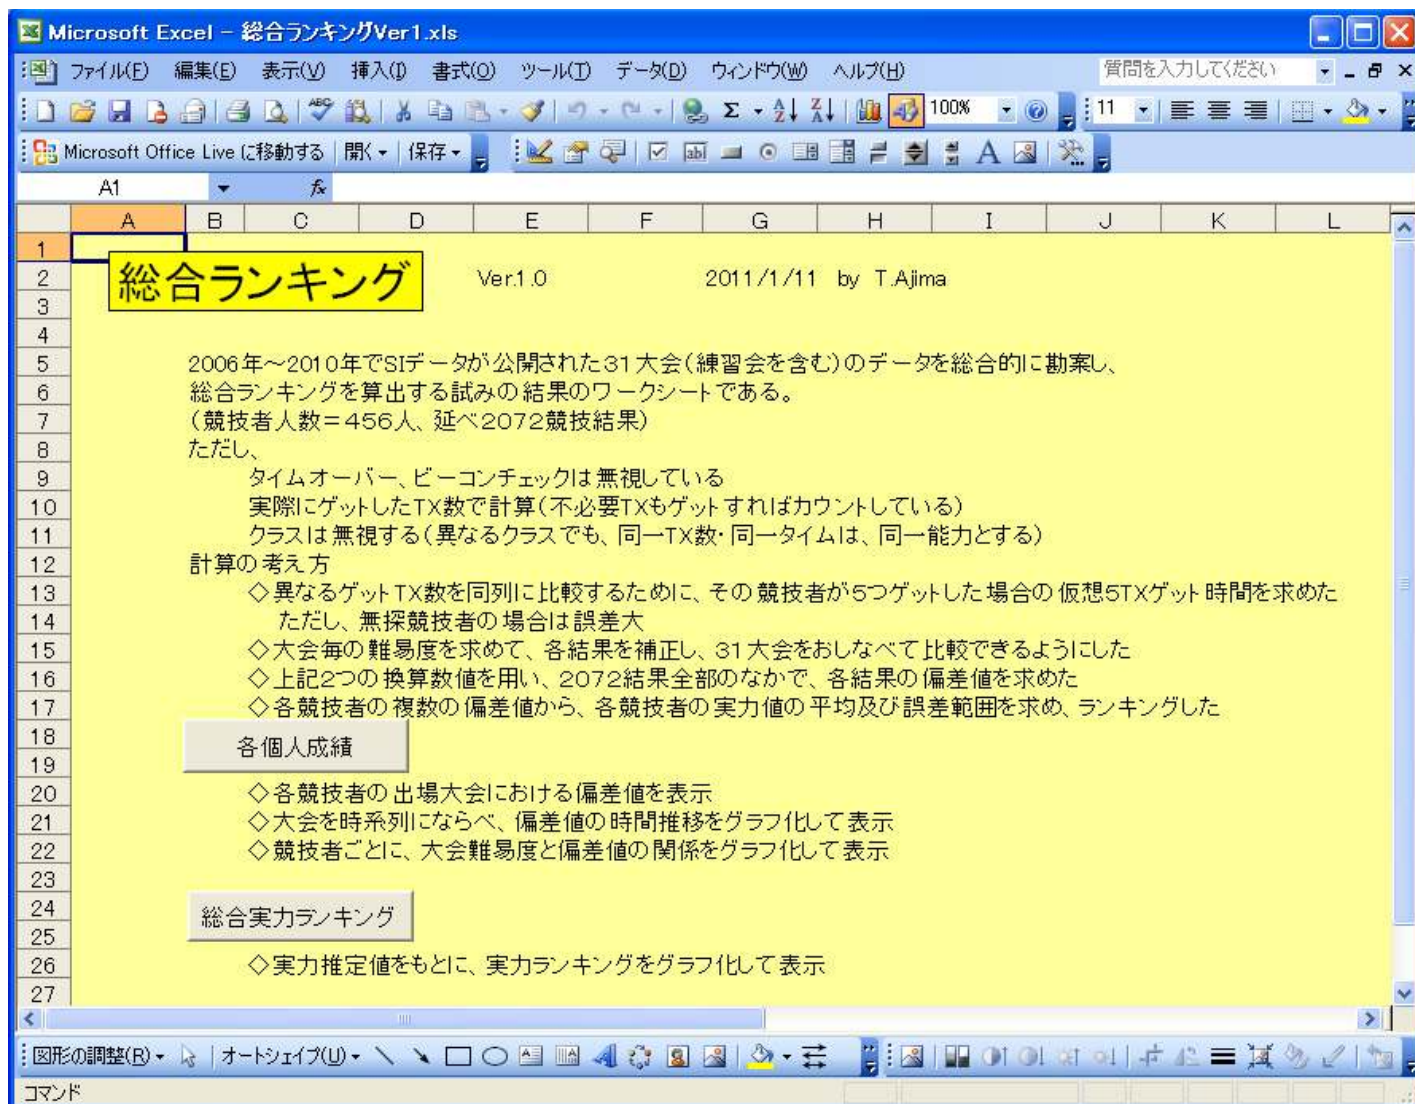 Microsoft Excel - 総合ランキングVer1.xls
ファイル(F) 編集(E) 表示(V) 挿入(I) 書式(O) ツール(T) データ(D) ウィンドウ(W) ヘルプ(H) 質問を入力してください
100% 11
Microsoft Office Live に移動する 開く 保存
A1 fx
A B C D E F G H I J K L
1
総合ランキング
2 Ver.1.0 2011/1/11 by T.Ajima
3
4
5 2006年～2010年でSIデータが公開された31大会(練習会を含む)のデータを総合的に勘案し、
6 総合ランキングを算出する試みの結果のワークシートである。
7 (競技者人数＝456人、延べ2072競技結果)
8 ただし、
9 タイムオーバー、ビーコンチェックは無視している
10 実際にゲットしたTX数で計算(不必要TXもゲットすればカウントしている)
11 クラスは無視する(異なるクラスでも、同一TX数・同一タイムは、同一能力とする)
12 計算の考え方
13 ◇異なるゲットTX数を同列に比較するために、その競技者が5つゲットした場合の仮想5TXゲット時間を求めた
14 ただし、無探競技者の場合は誤差大
15 ◇大会毎の難易度を求めて、各結果を補正し、31大会をおしなべて比較できるようにした
16 ◇上記2つの換算数値を用い、2072結果全部のなかで、各結果の偏差値を求めた
17 ◇各競技者の複数の偏差値から、各競技者の実力値の平均及び誤差範囲を求め、ランキングした
18
各個人成績
19
20 ◇各競技者の出場大会における偏差値を表示
21 ◇大会を時系列にならべ、偏差値の時間推移をグラフ化して表示
22 ◇競技者ごとに、大会難易度と偏差値の関係をグラフ化して表示
23
24
総合実力ランキング
25
26 ◇実力推定値をもとに、実力ランキングをグラフ化して表示
27
図形の調整(R) オートシェイプ(U)
コマンド